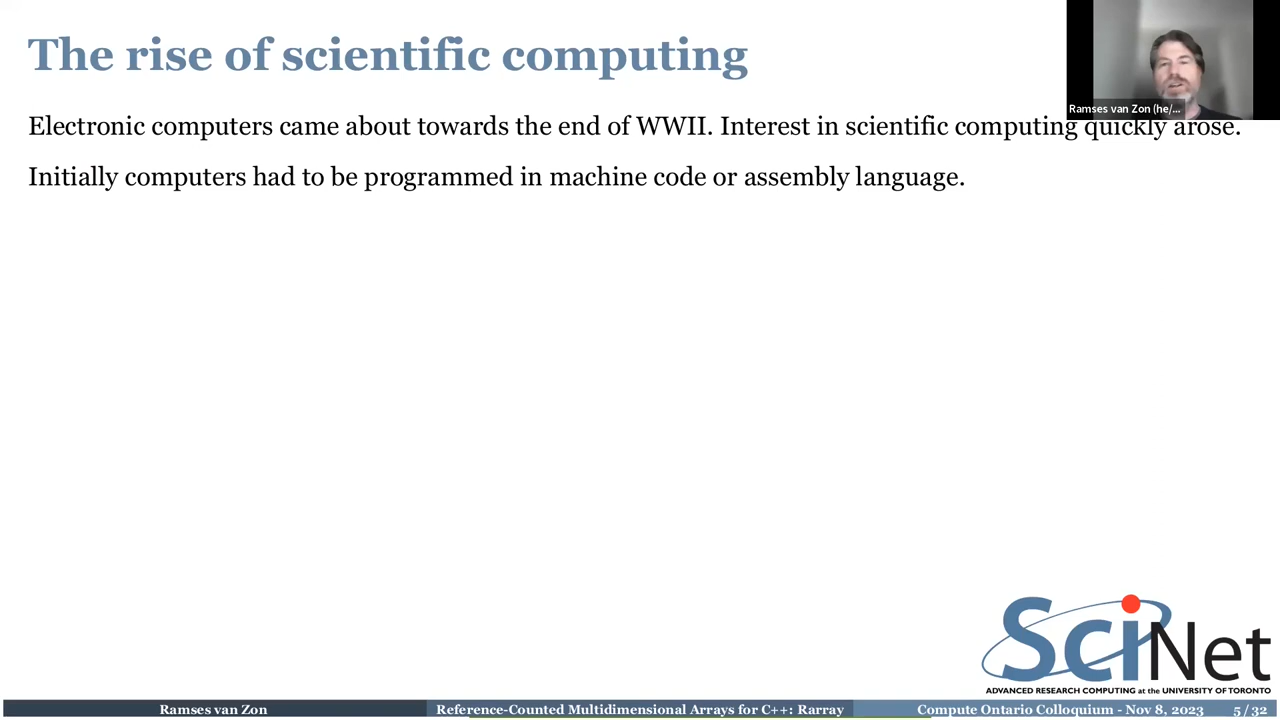 The rise of scientific computing
Ramses van Zon (he/...
Electronic computers came about towards the end of WWII. Interest in scientific computing quickly arose.
Initially computers had to be programmed in machine code or assembly language.
SciNet
ADVANCED RESEARCH COMPUTING at the UNIVERSITY OF TORONTO
Ramses van Zon Reference-Counted Multidimensional Arrays for C++: Rarray Compute Ontario Colloquium - Nov 8, 2023 5 / 32